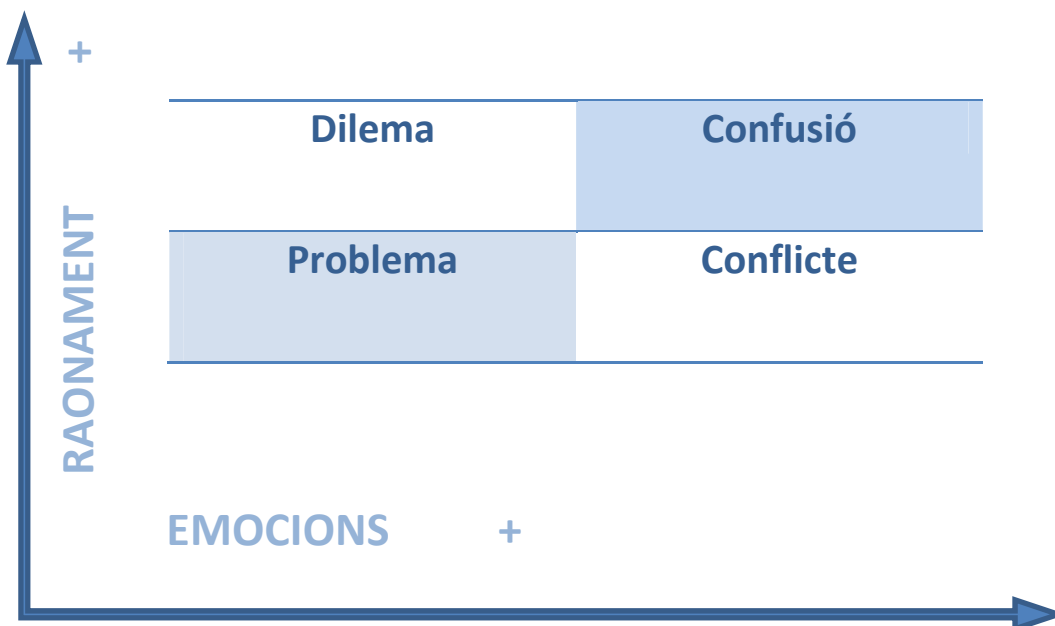 +
Dilema Confusió
Problema Conflicte
RAONAMENT
EMOCIONS +